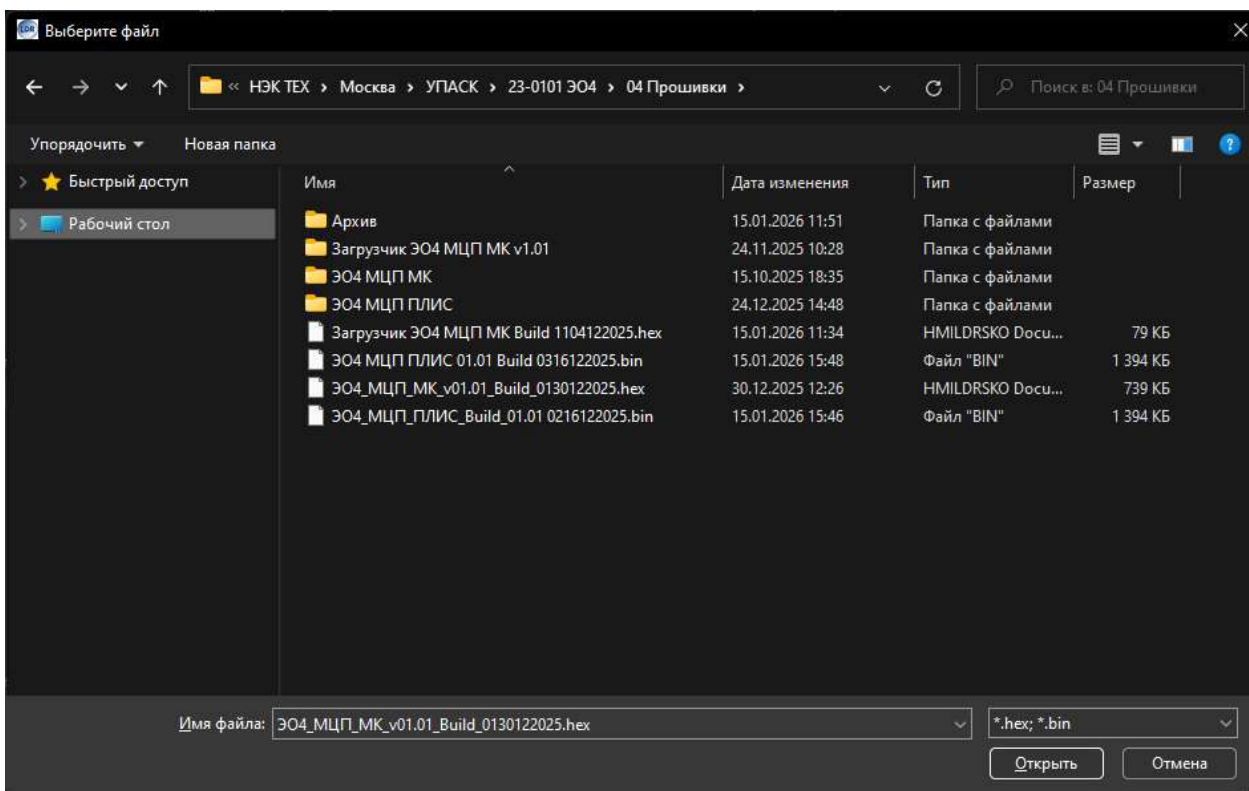 LDR Выберите файл
« НЭК ТЕХ › Москва › УПАСК › 23-0101 ЭО4 › 04 Прошивки › Поиск в: 04 Прошивки
Упорядочить Новая папка ?
Быстрый доступ
Рабочий стол
Имя Дата изменения Тип Размер
Архив 15.01.2026 11:51 Папка с файлами
Загрузчик ЭО4 МЦП МК v1.01 24.11.2025 10:28 Папка с файлами
ЭО4 МЦП МК 15.10.2025 18:35 Папка с файлами
ЭО4 МЦП ПЛИС 24.12.2025 14:48 Папка с файлами
Загрузчик ЭО4 МЦП МК Build 1104122025.hex 15.01.2026 11:34 HMILDRSKO Docu... 79 КБ
ЭО4 МЦП ПЛИС 01.01 Build 0316122025.bin 15.01.2026 15:48 Файл "BIN" 1 394 КБ
ЭО4_МЦП_МК_v01.01_Build_0130122025.hex 30.12.2025 12:26 HMILDRSKO Docu... 739 КБ
ЭО4_МЦП_ПЛИС_Build_01.01 0216122025.bin 15.01.2026 15:46 Файл "BIN" 1 394 КБ
Имя файла: ЭО4_МЦП_МК_v01.01_Build_0130122025.hex *.hex; *.bin
Открыть Отмена